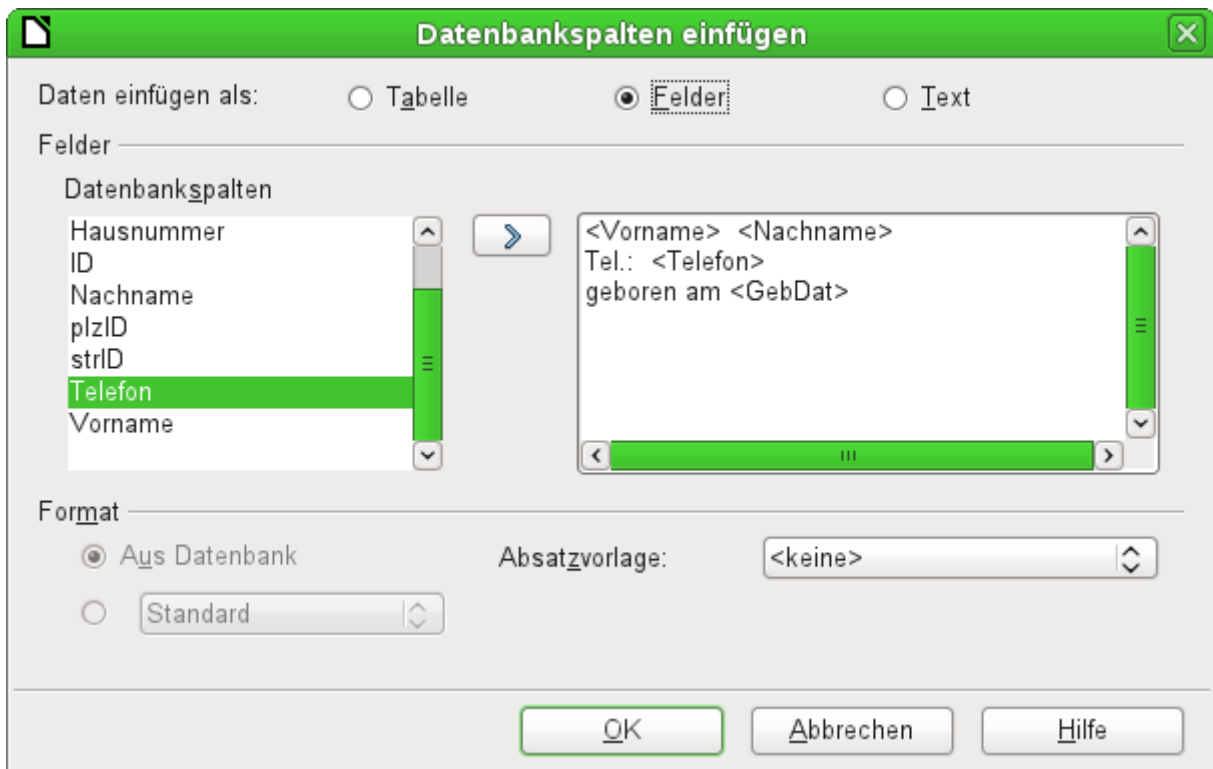 Datenbankspalten einfügen
Daten einfügen als: Tabelle Felder Text
Felder
Datenbankspalten
Hausnummer
ID
Nachname
plzID
strID
Telefon
Vorname
<Vorname> <Nachname>
Tel.: <Telefon>
geboren am <GebDat>
Format
Aus Datenbank Absatzvorlage: <keine>
Standard
OK Abbrechen Hilfe